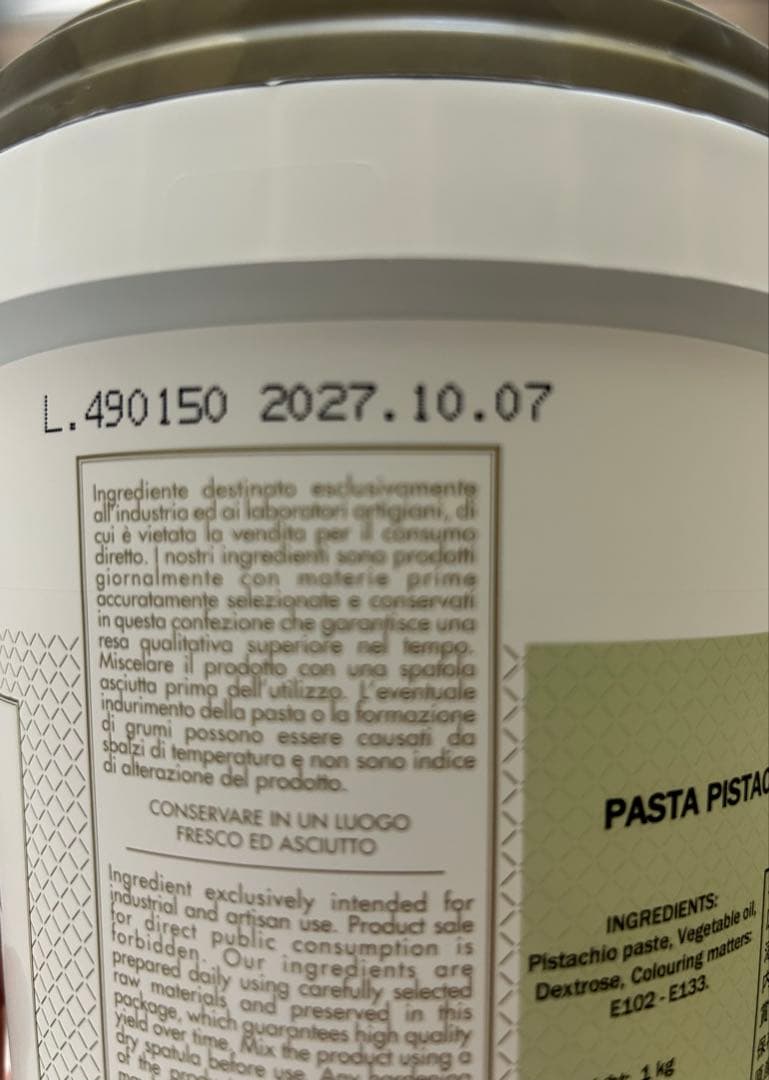 L.490150 2027.10.07
Ingrediente destinato esclusivamente
all'industria ed ai laboratori artigiani, di
cui è vietata la vendita per il consumo
diretto. I nostri ingredienti sono prodotti
giornalmente con materie prime
accuratamente selezionate e conservati
in questa confezione che garantisce una
resa qualitativa superiore nel tempo.
Miscelare il prodotto con una spatola
asciutta prima dell'utilizzo. L'eventuale
indurimento della pasta o la formazione
di grumi possono essere causati da
sbalzi di temperatura e non sono indice
di alterazione del prodotto.
CONSERVARE IN UN LUOGO
FRESCO ED ASCIUTTO
Ingredient exclusively intended for
industrial and artisan use. Product sale
for direct public consumption is
forbidden. Our ingredients are
prepared daily using carefully selected
raw materials and preserved in this
package, which guarantees high quality
yield over time. Mix the product using a
dry spatula before use. Any hardening
of the
PASTA PISTAC
INGREDIENTS:
Pistachio paste, Vegetable oil,
Dextrose, Colouring matters:
E102 - E133.
1 kg